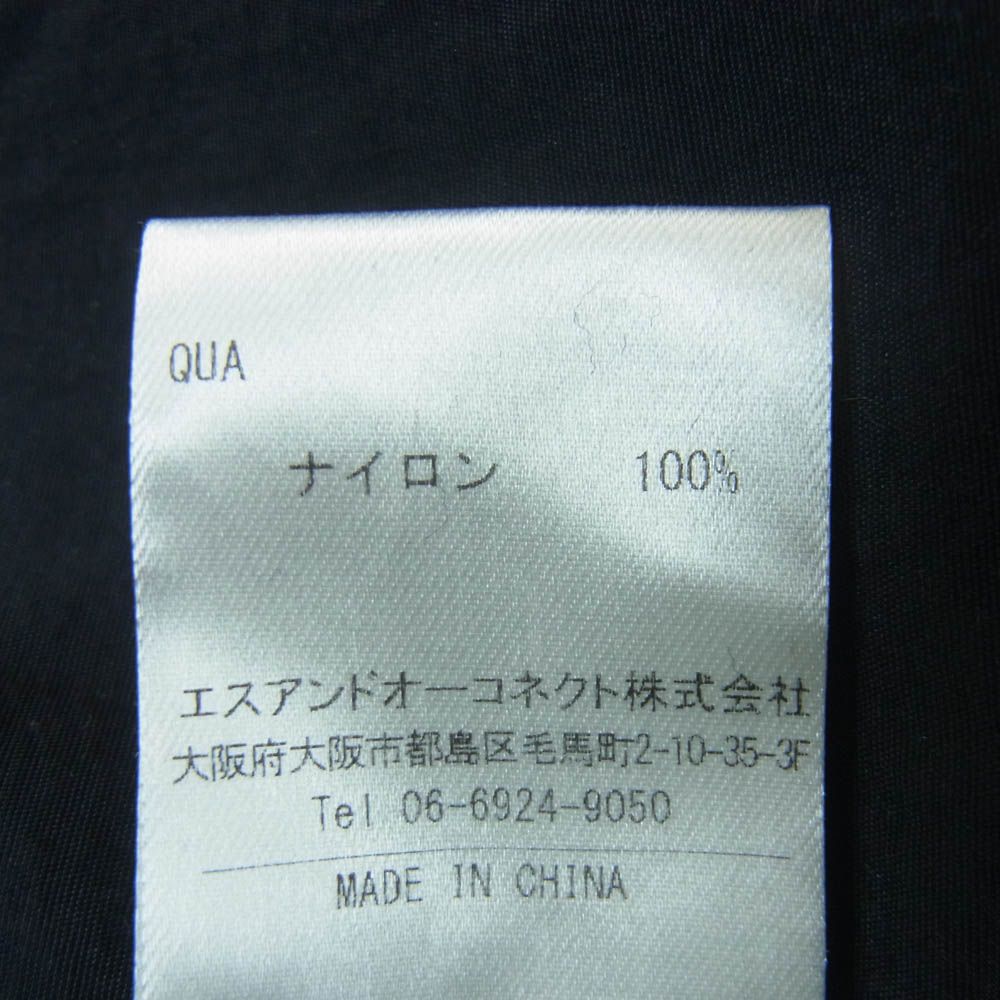 QUA
ナイロン 100%
エスアンドオーコネクト株式会社
大阪府大阪市都島区毛馬町2-10-35-3F
Tel 06-6924-9050
MADE IN CHINA